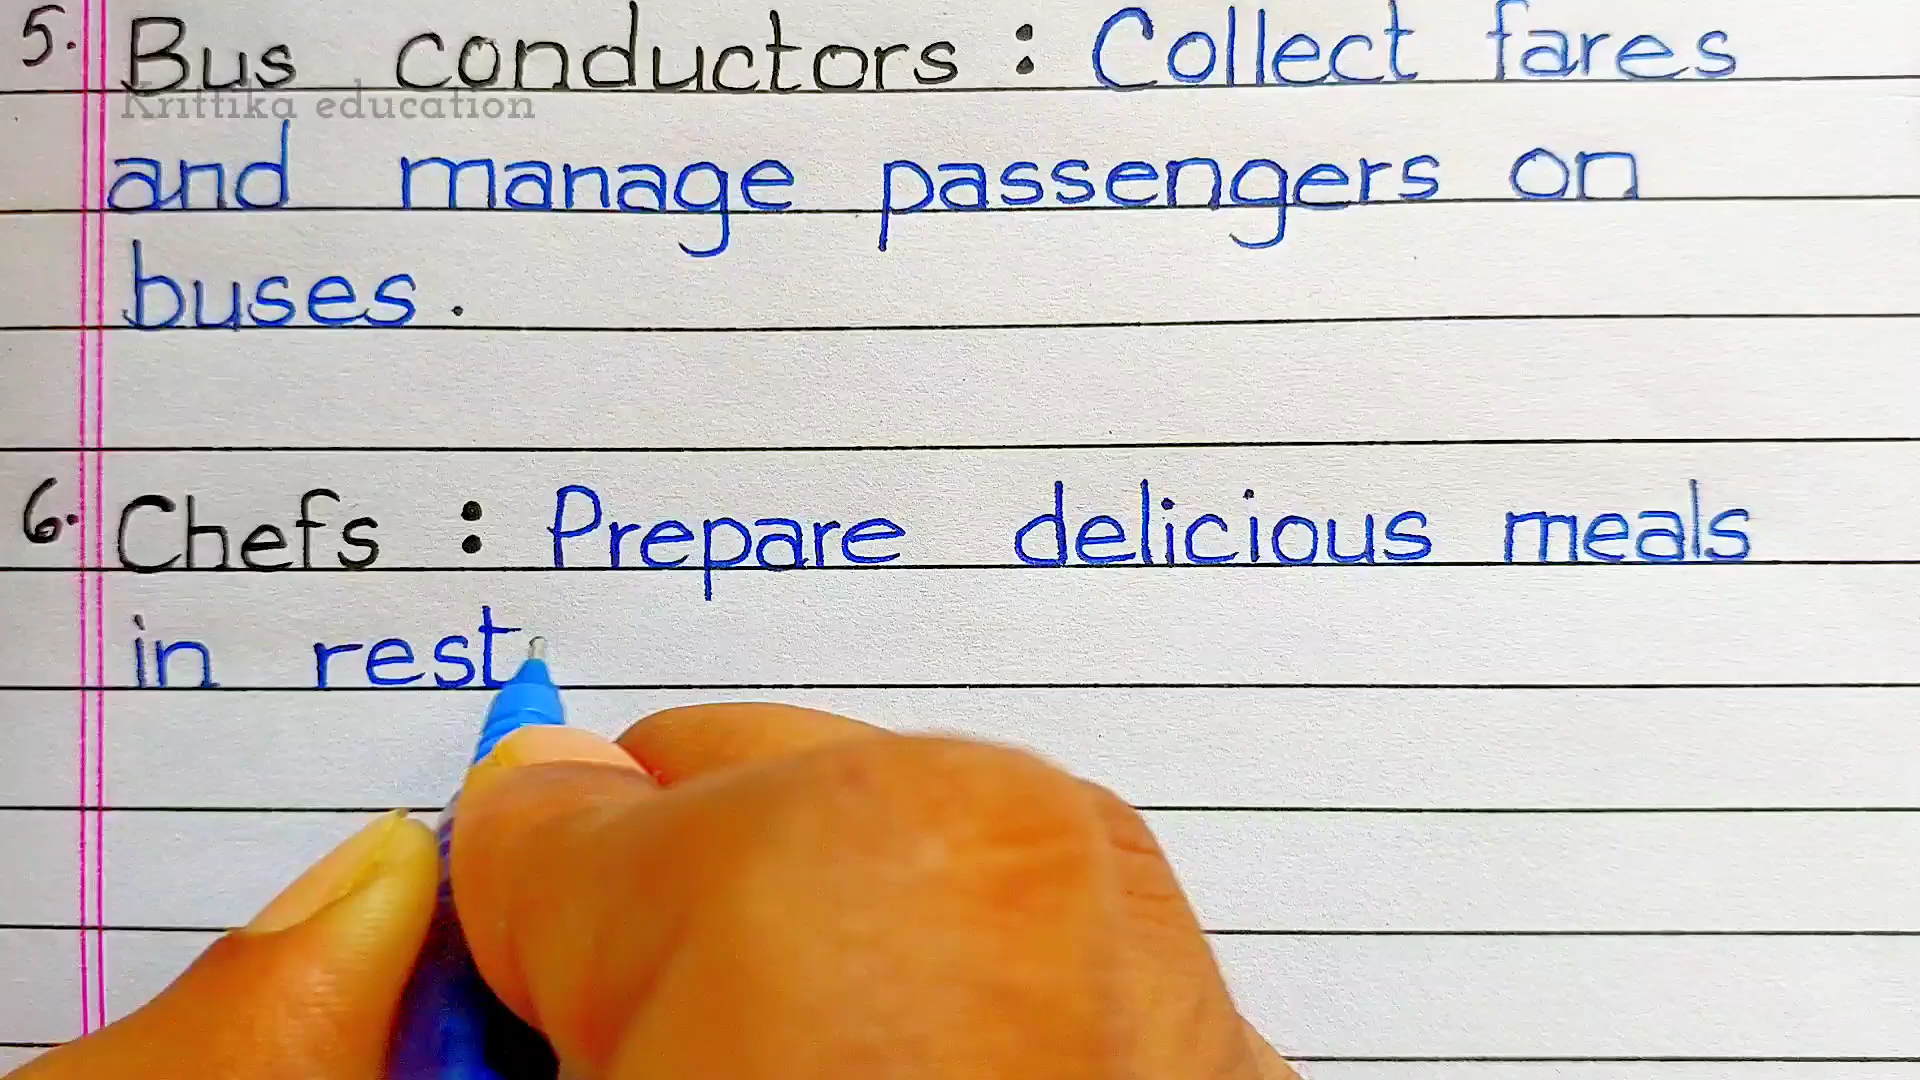 5. Bus conductors : Collect fares
Krittika education
and manage passengers on
buses.
6. Chefs : Prepare delicious meals
in rest